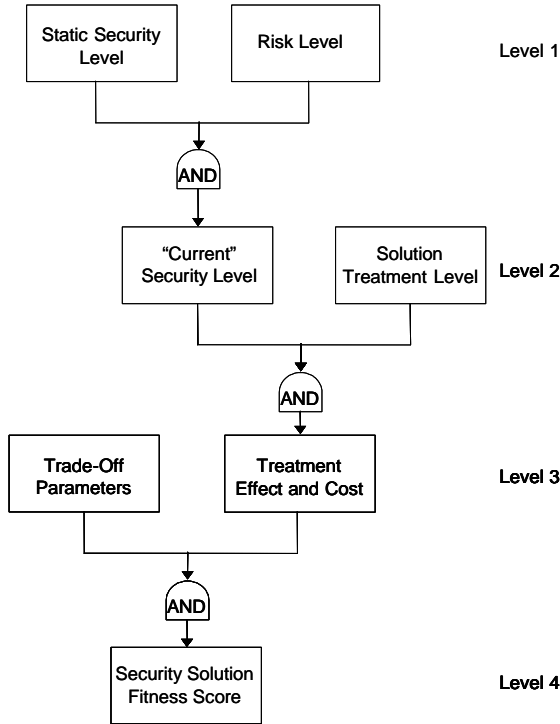 Static Security
Level
Risk Level
Level 1
AND
“Current”
Security Level
Solution
Treatment Level
Level 2
AND
Trade-Off
Parameters
Treatment
Effect and Cost
Level 3
AND
Security Solution
Fitness Score
Level 4